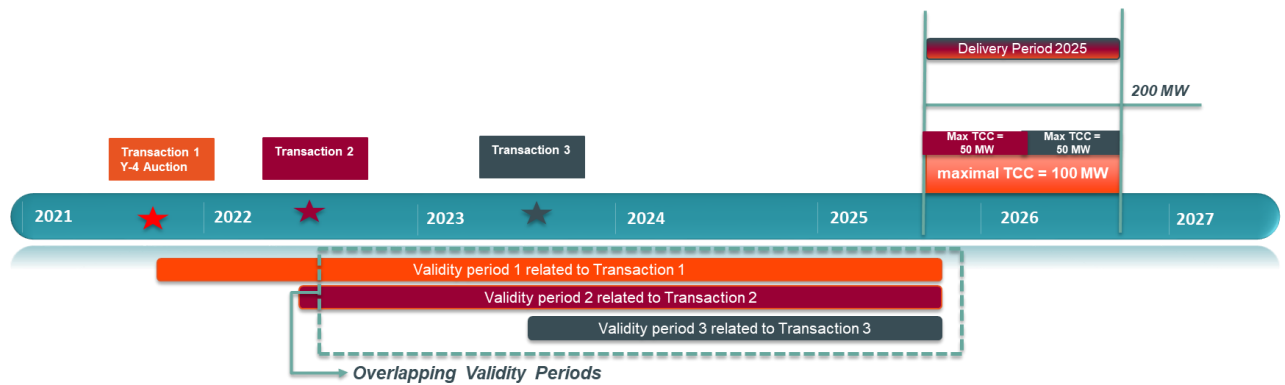 Delivery Period 2025
200 MW
Transaction 1
Y-4 Auction
Transaction 2
Transaction 3
Max TCC =
50 MW
Max TCC =
50 MW
maximal TCC = 100 MW
2021
2022
2023
2024
2025
2026
2027
Validity period 1 related to Transaction 1
Validity period 2 related to Transaction 2
Validity period 3 related to Transaction 3
Overlapping Validity Periods